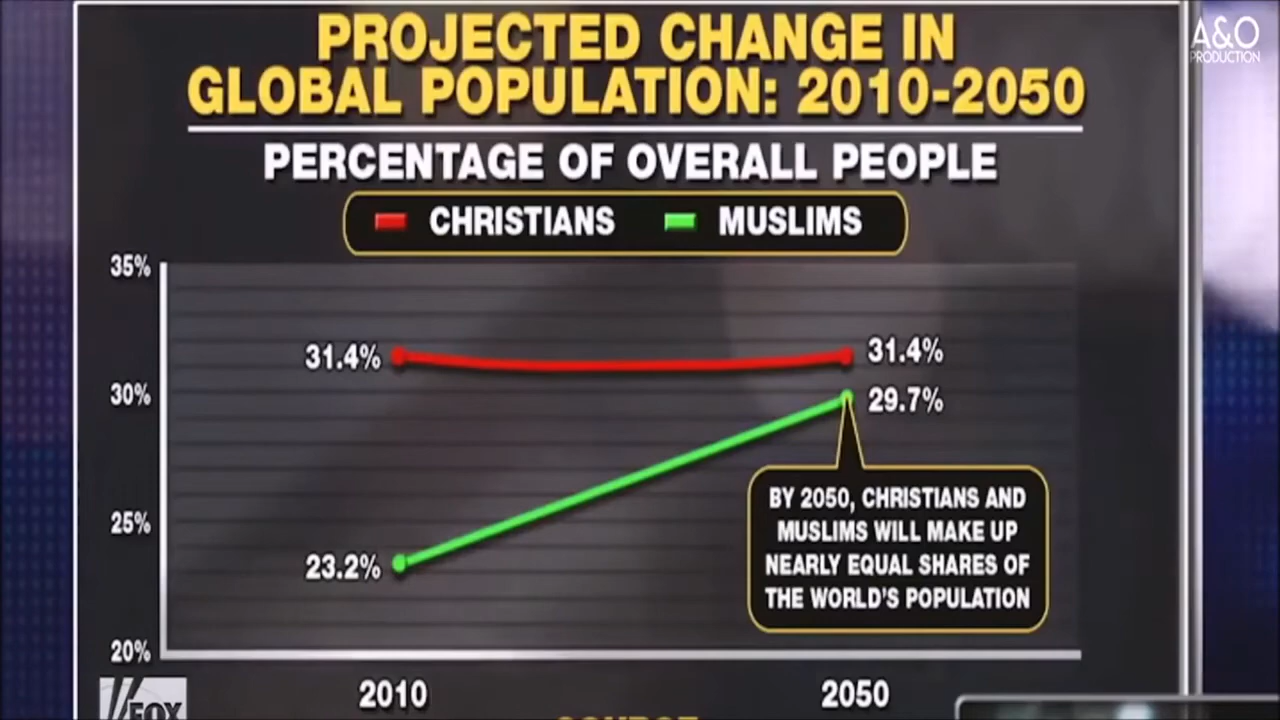 A&O
PRODUCTION
PROJECTED CHANGE IN
GLOBAL POPULATION: 2010-2050
PERCENTAGE OF OVERALL PEOPLE
CHRISTIANS MUSLIMS
35%
31.4% 31.4%
30%
29.7%
BY 2050, CHRISTIANS AND
MUSLIMS WILL MAKE UP
NEARLY EQUAL SHARES OF
THE WORLD'S POPULATION
25%
23.2%
20%
2010 2050
FOX